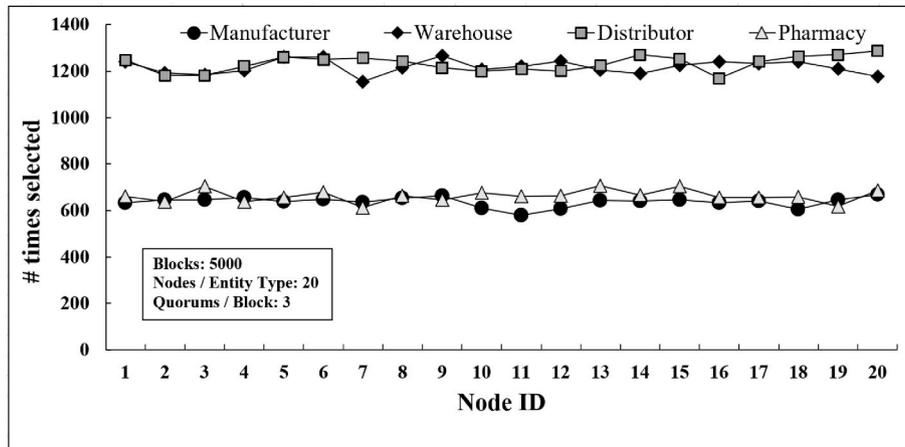 Manufacturer Warehouse Distributor Pharmacy
1400
1200
1000
800
600
400
200
0
# times selected
Blocks: 5000
Nodes / Entity Type: 20
Quorums / Block: 3
1 2 3 4 5 6 7 8 9 10 11 12 13 14 15 16 17 18 19 20
Node ID